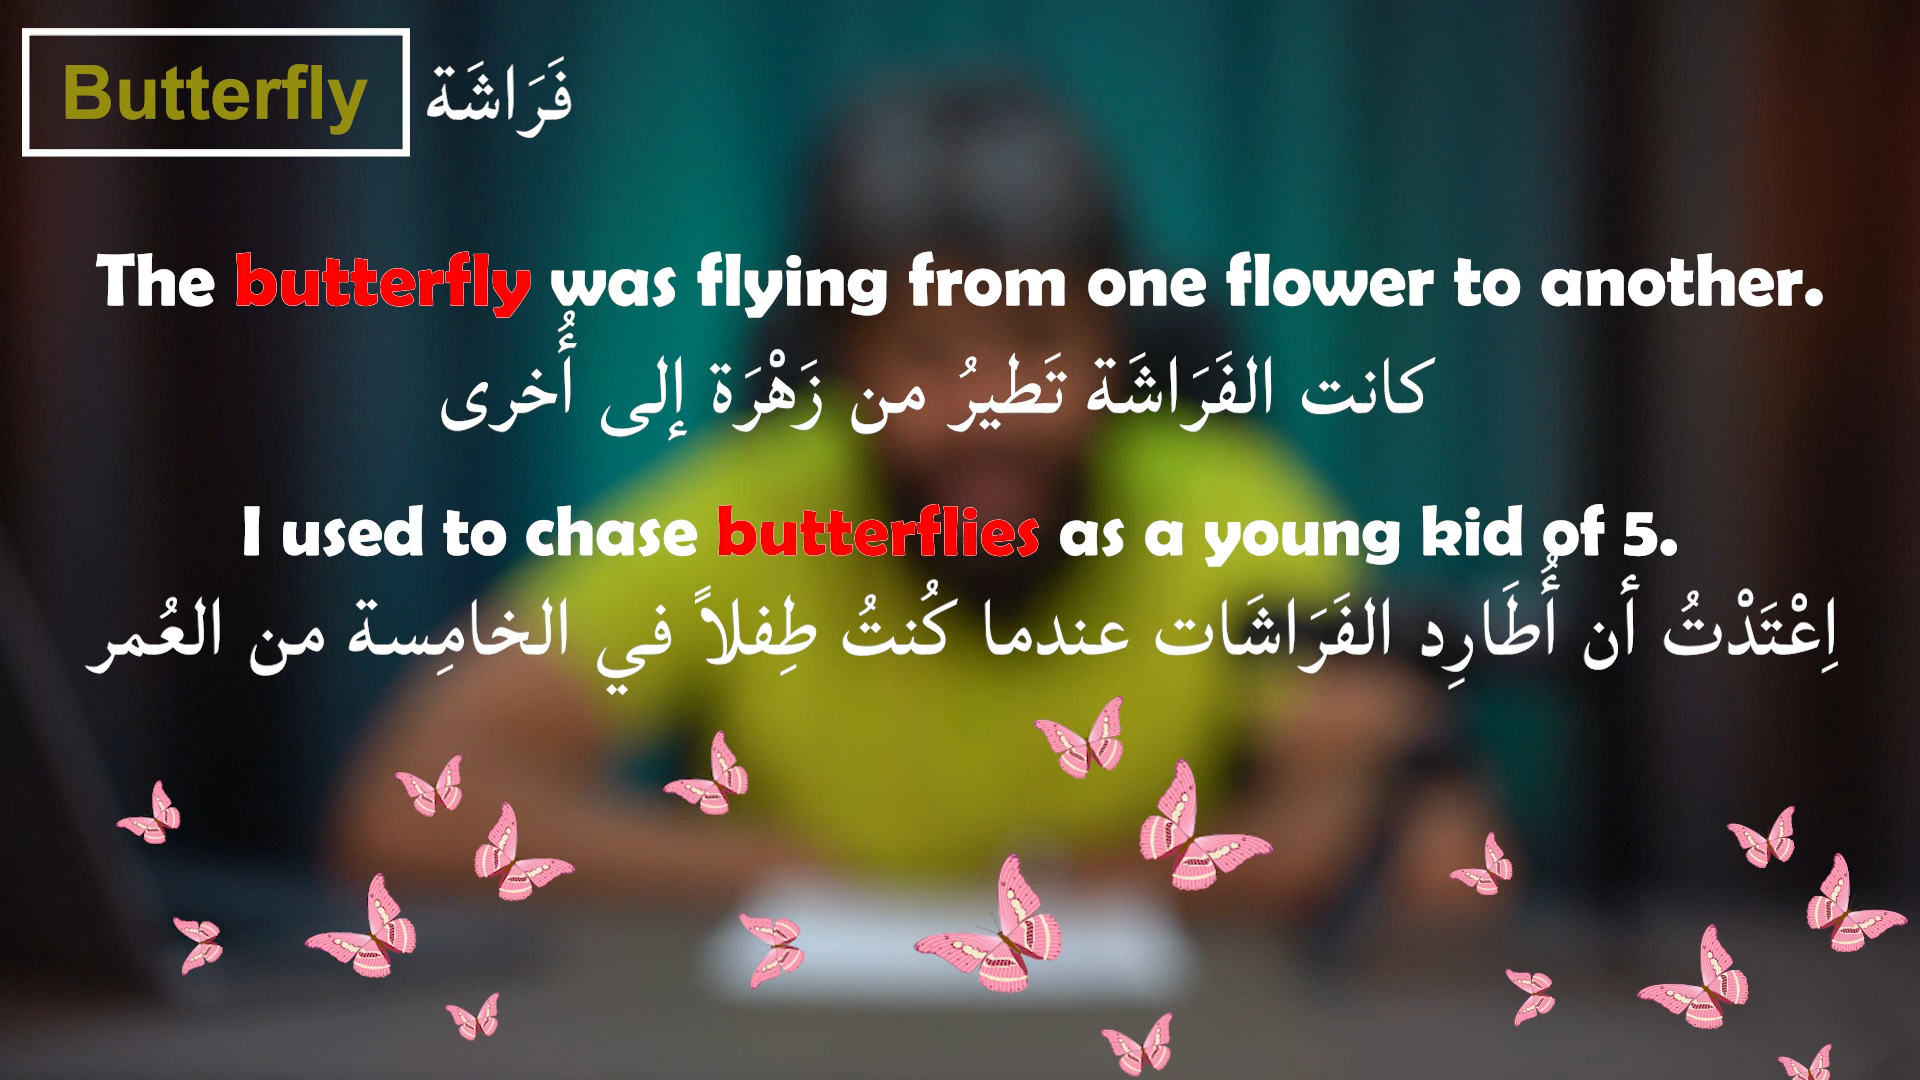 Butterfly فَرَاشَة
The butterfly was flying from one flower to another.
كانت الفَرَاشَة تَطيرُ من زَهْرَة إلى أُخرى
I used to chase butterflies as a young kid of 5.
اِعْتَدْتُ أن أُطَارِد الفَرَاشَات عندما كُنتُ طِفلاً في الخامِسة من العُمر